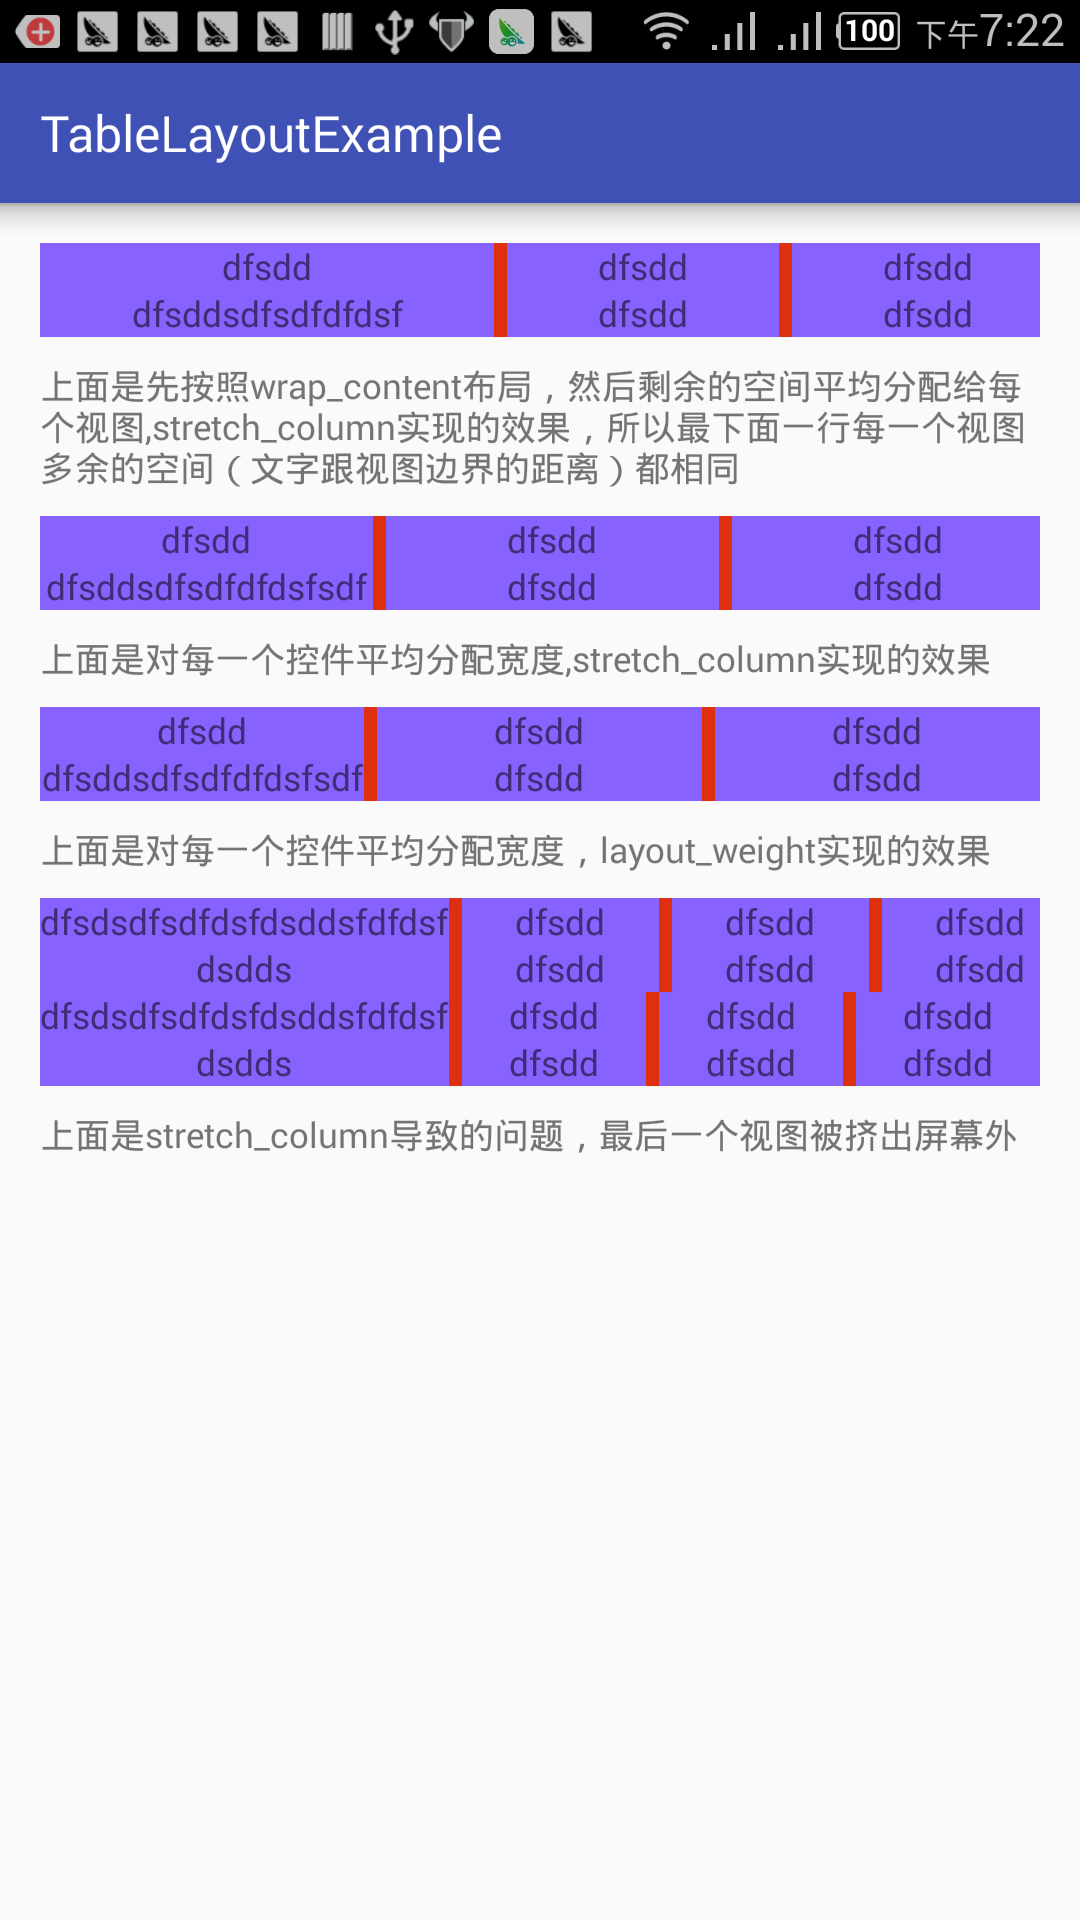 100 下午7:22
TableLayoutExample
dfsdd dfsdd dfsdd
dfsddsdfsdfdfdsf dfsdd dfsdd
上面是先按照wrap_content布局，然后剩余的空间平均分配给每
个视图,stretch_column实现的效果，所以最下面一行每一个视图
多余的空间（文字跟视图边界的距离）都相同
dfsdd dfsdd dfsdd
dfsddsdfsdfdfdsfsdf dfsdd dfsdd
上面是对每一个控件平均分配宽度,stretch_column实现的效果
dfsdd dfsdd dfsdd
dfsddsdfsdfdfdsfsdf dfsdd dfsdd
上面是对每一个控件平均分配宽度，layout_weight实现的效果
dfsdsdfsdfdsfdsddsfdfdsf dfsdd dfsdd dfsdd
dsdds dfsdd dfsdd dfsdd
dfsdsdfsdfdsfdsddsfdfdsf dfsdd dfsdd dfsdd
dsdds dfsdd dfsdd dfsdd
上面是stretch_column导致的问题，最后一个视图被挤出屏幕外